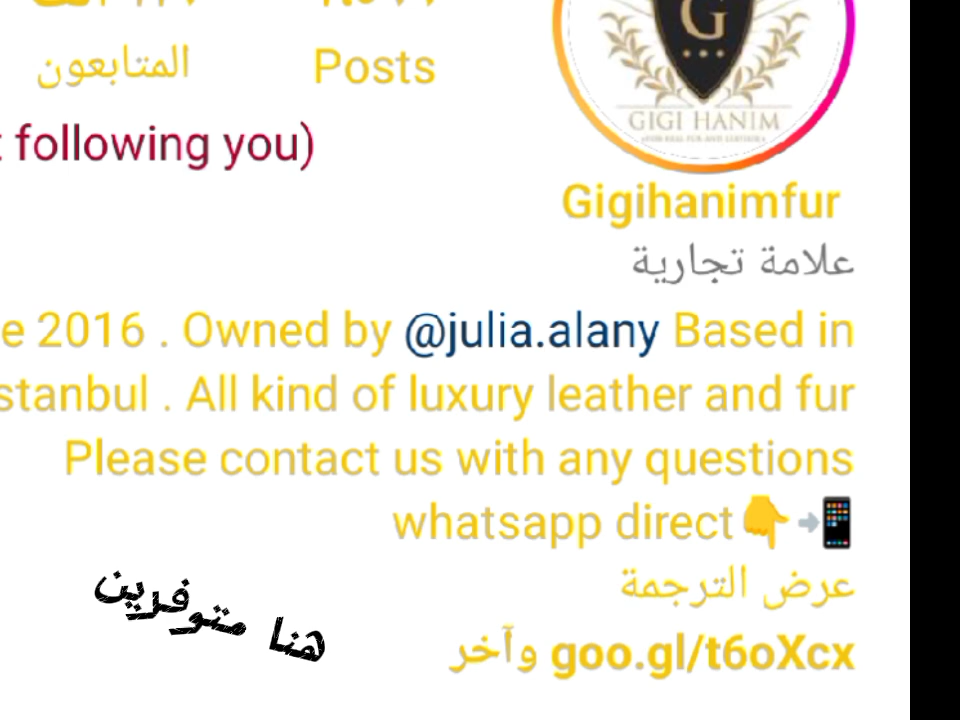 المتابعون
Posts
following you)
G
GIGI HANIM
Gigihanimfur
علامة تجارية
e 2016 . Owned by @julia.alany Based in
stanbul . All kind of luxury leather and fur
Please contact us with any questions
whatsapp direct👇📲
عرض الترجمة
goo.gl/t6oXcx وآخر
هنا متوفرين